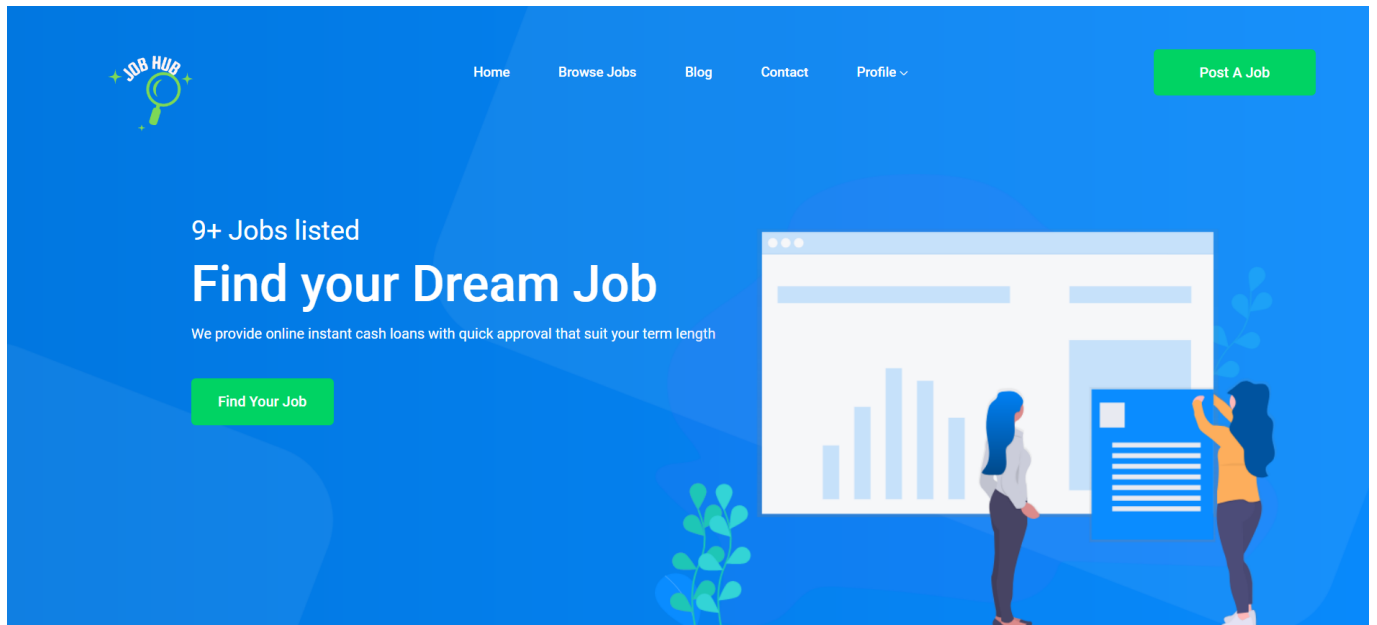 JOB HUB
Home
Browse Jobs
Blog
Contact
Profile
Post A Job
9+ Jobs listed
Find your Dream Job
We provide online instant cash loans with quick approval that suit your term length
Find Your Job